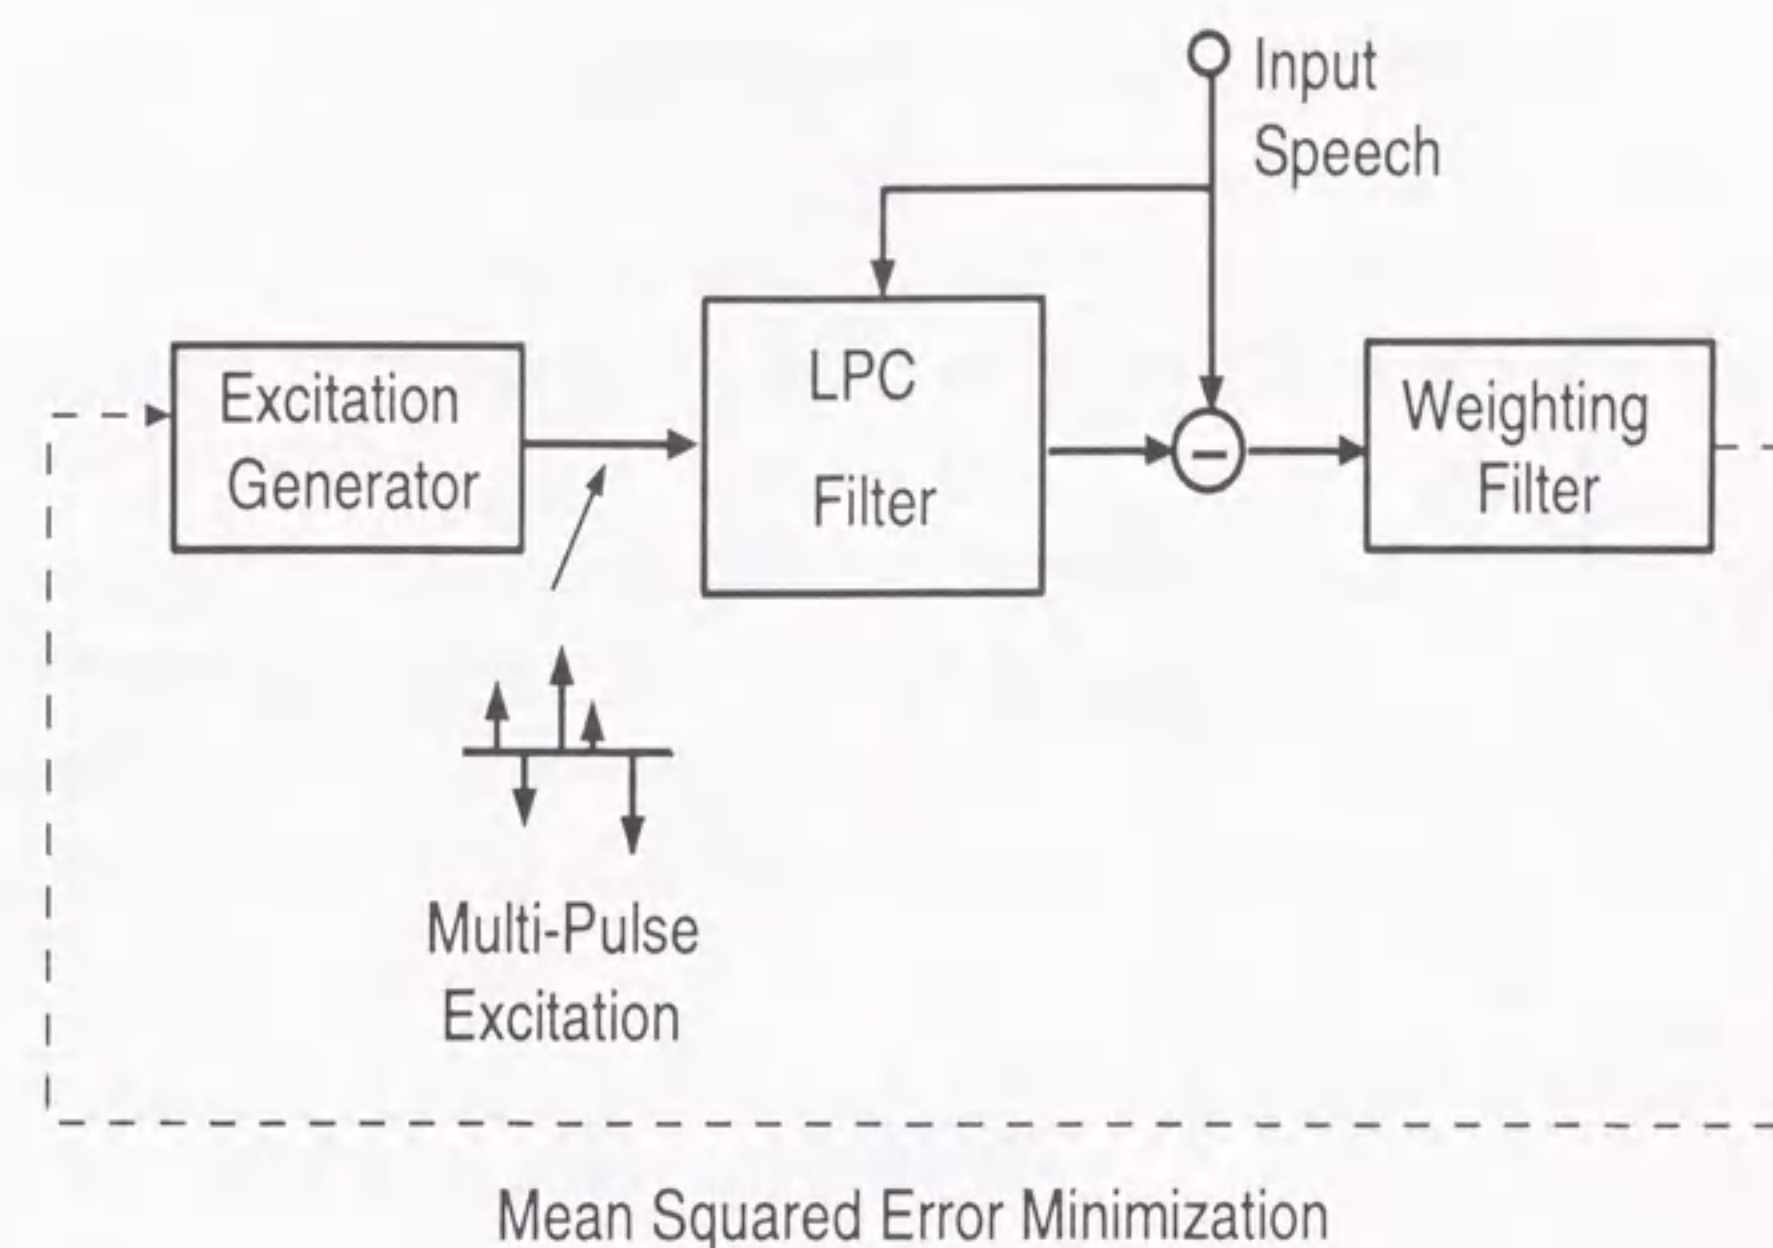 Input
Speech
LPC
Filter
Excitation
Generator
Weighting
Filter
Multi-Pulse
Excitation
Mean Squared Error Minimization